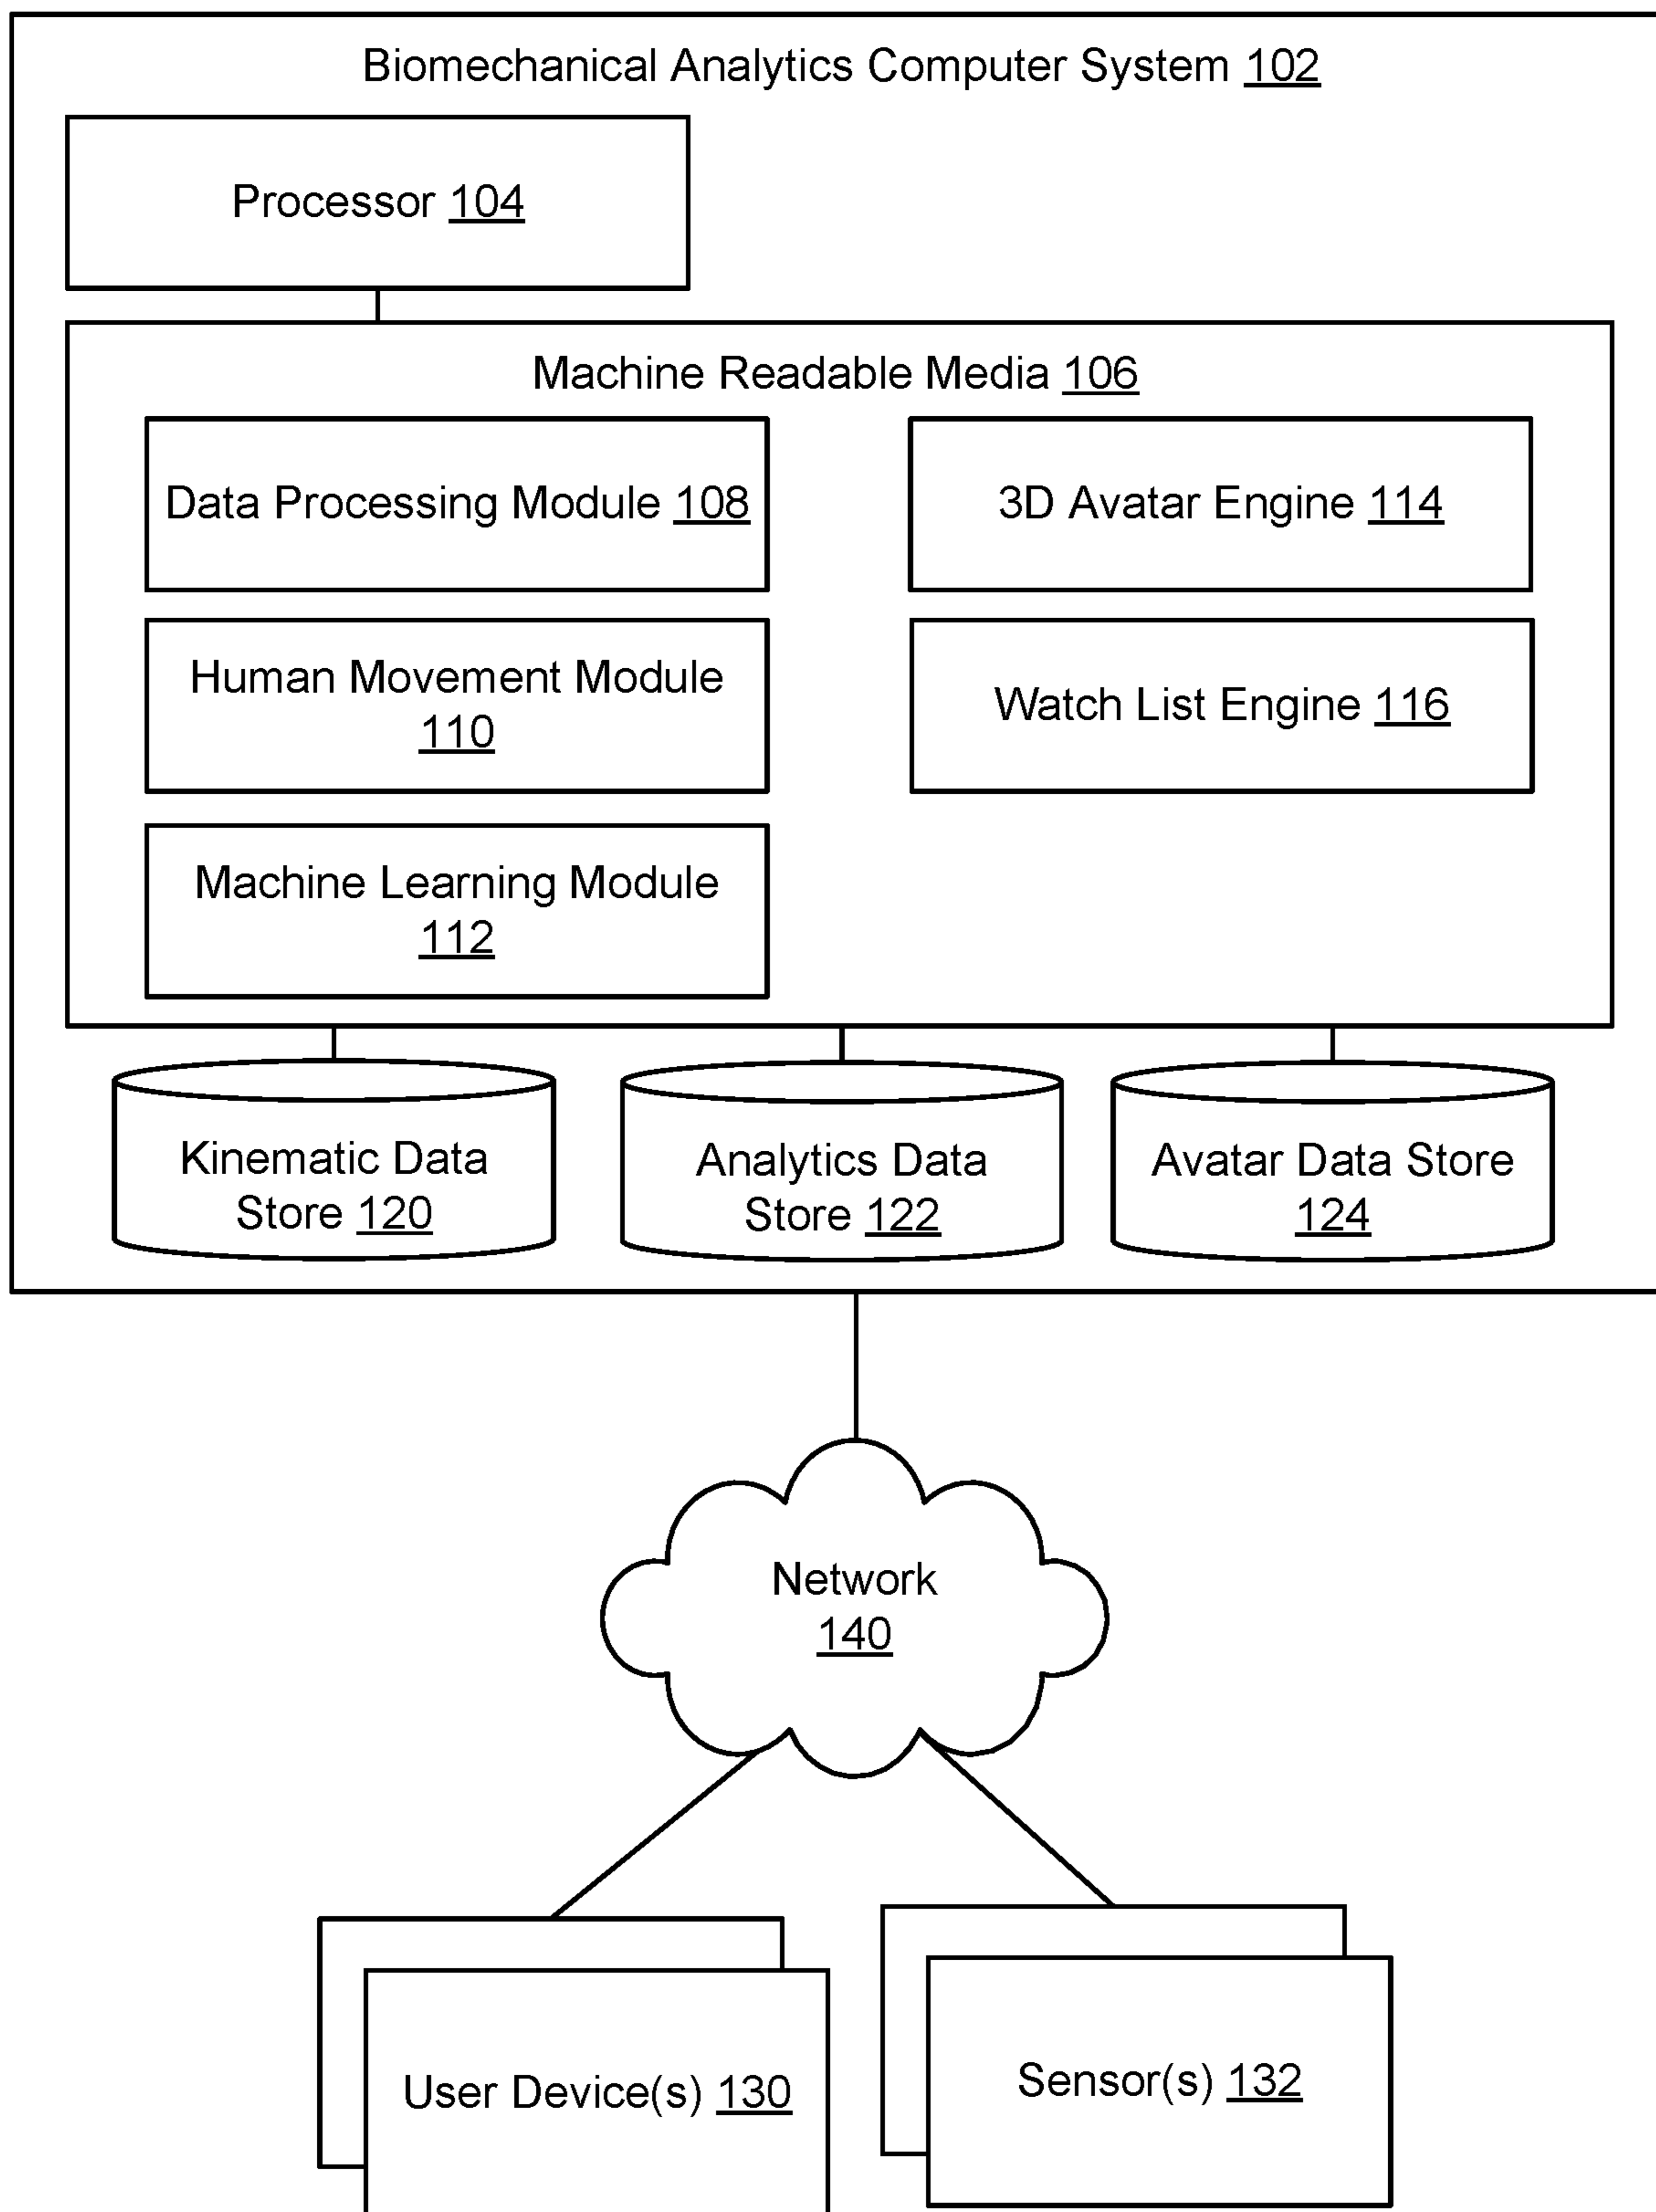 Biomechanical Analytics Computer System 102
Processor 104
Machine Readable Media 106
Data Processing Module 108
3D Avatar Engine 114
Human Movement Module
110
Watch List Engine 116
Machine Learning Module
112
Kinematic Data
Store 120
Analytics Data
Store 122
Avatar Data Store
124
Network
140
User Device(s) 130
Sensor(s) 132